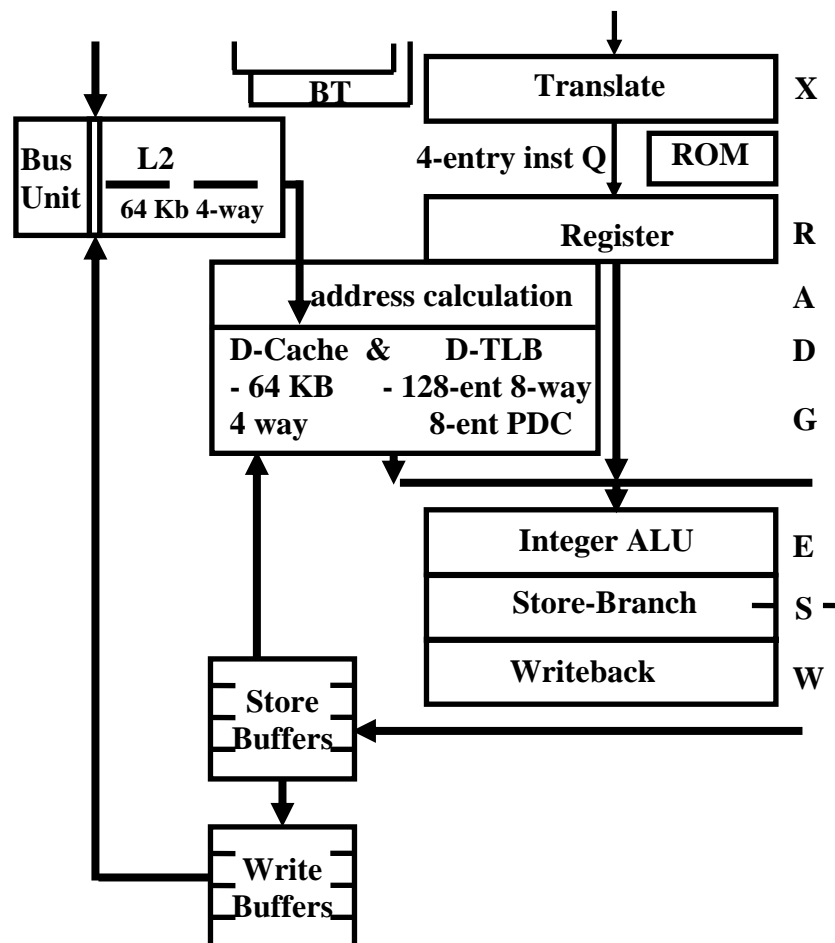 BT
Translate
X
4-entry inst Q
ROM
Bus
Unit
L2
64 Kb 4-way
Register
R
address calculation
A
D-Cache & D-TLB
D
- 64 KB - 128-ent 8-way
4 way 8-ent PDC
G
Integer ALU
E
Store-Branch
S
Writeback
W
Store
Buffers
Write
Buffers